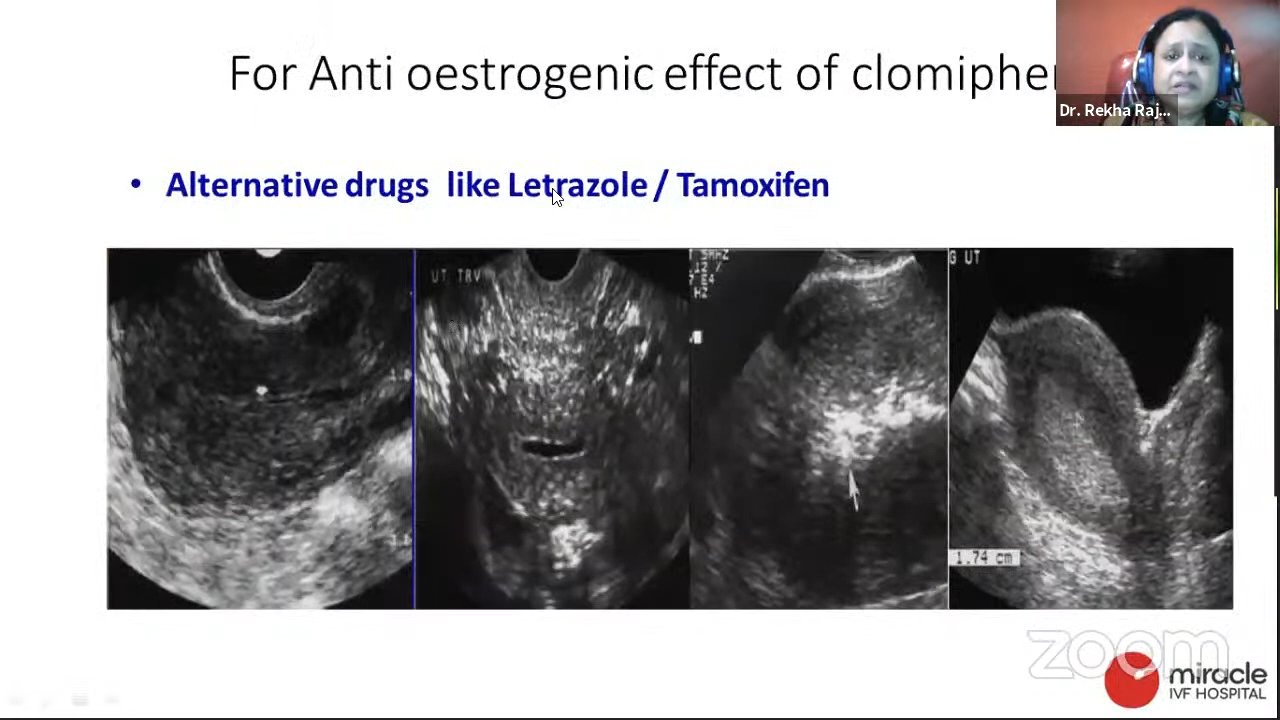 For Anti oestrogenic effect of clomiphen
Dr. Rekha Raj...
• Alternative drugs like Letrazole / Tamoxifen
UT TRV
G UT
1.74 cm
zoom
miracle
IVF HOSPITAL